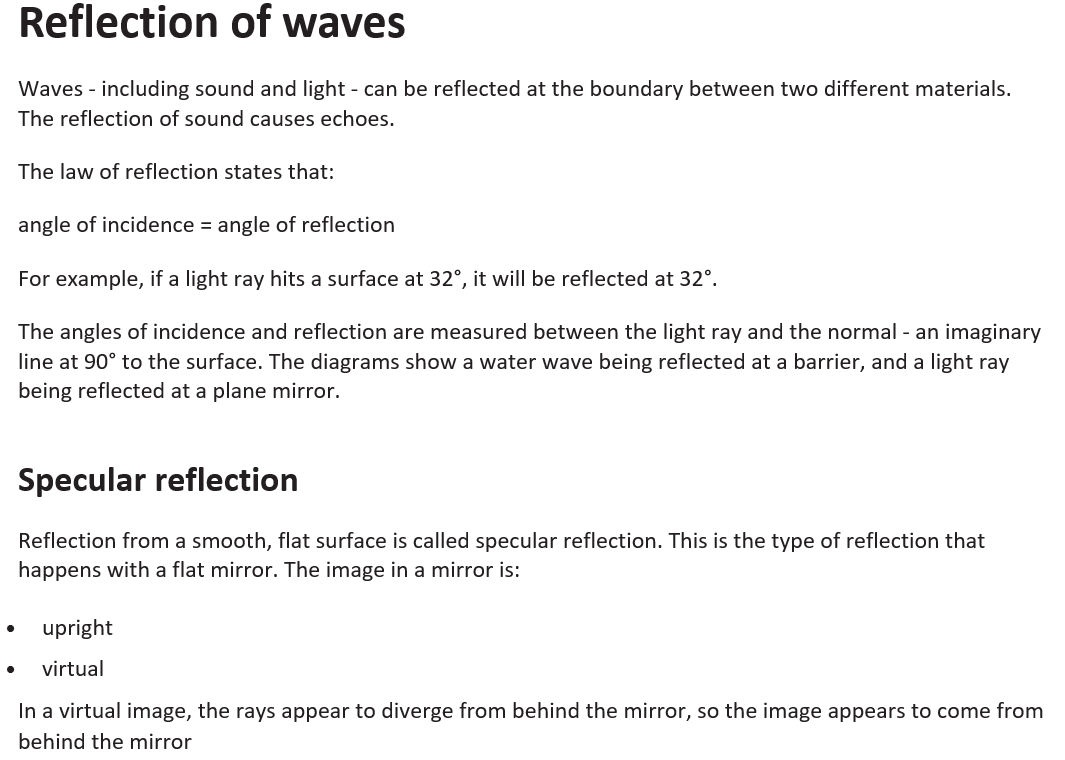 Reflection of waves
Waves - including sound and light - can be reflected at the boundary between two different materials.
The reflection of sound causes echoes.
The law of reflection states that:
angle of incidence = angle of reflection
For example, if a light ray hits a surface at 32°, it will be reflected at 32°.
The angles of incidence and reflection are measured between the light ray and the normal - an imaginary
line at 90° to the surface. The diagrams show a water wave being reflected at a barrier, and a light ray
being reflected at a plane mirror.
Specular reflection
Reflection from a smooth, flat surface is called specular reflection. This is the type of reflection that
happens with a flat mirror. The image in a mirror is:
• upright
• virtual
In a virtual image, the rays appear to diverge from behind the mirror, so the image appears to come from
behind the mirror